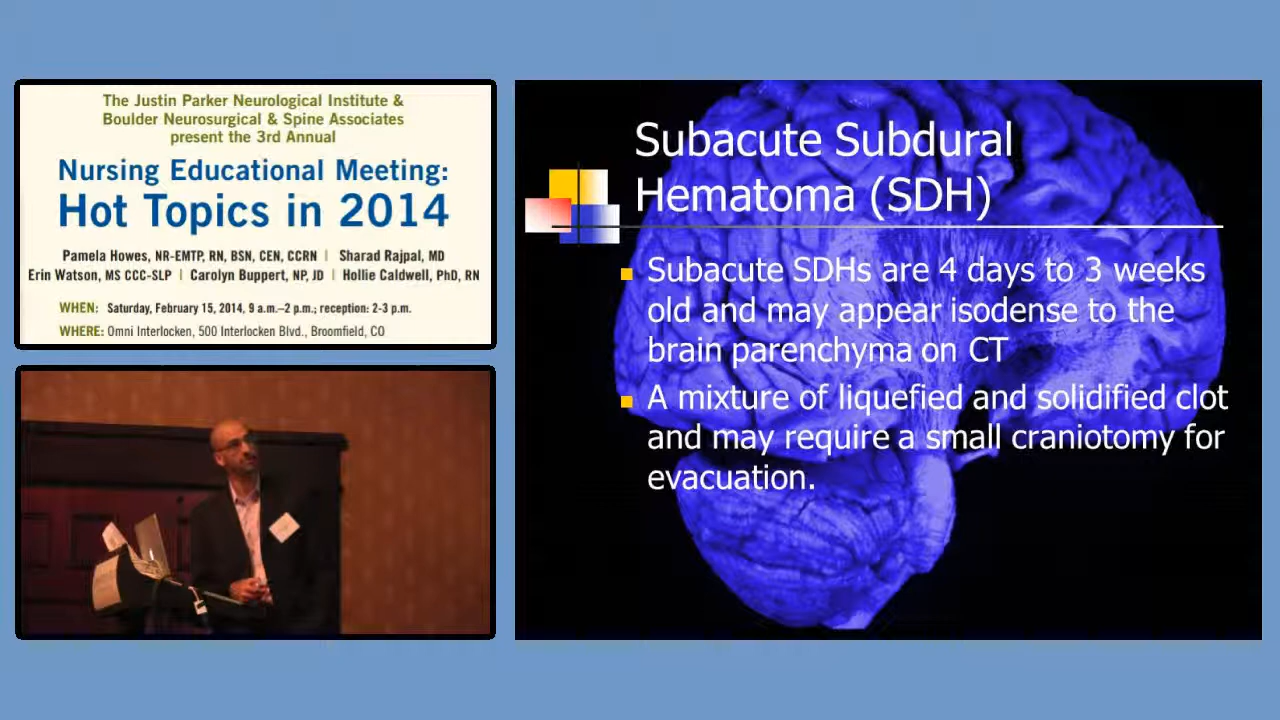 The Justin Parker Neurological Institute &
Boulder Neurosurgical & Spine Associates
present the 3rd Annual
Nursing Educational Meeting:
Hot Topics in 2014
Pamela Howes, NR-EMTP, RN, BSN, CEN, CCRN | Sharad Rajpal, MD
Erin Watson, MS CCC-SLP | Carolyn Buppert, NP, JD | Hollie Caldwell, PhD, RN
WHEN: Saturday, February 15, 2014, 9 a.m.–2 p.m.; reception: 2-3 p.m.
WHERE: Omni Interlocken, 500 Interlocken Blvd., Broomfield, CO
Subacute Subdural
Hematoma (SDH)
Subacute SDHs are 4 days to 3 weeks
old and may appear isodense to the
brain parenchyma on CT
A mixture of liquefied and solidified clot
and may require a small craniotomy for
evacuation.